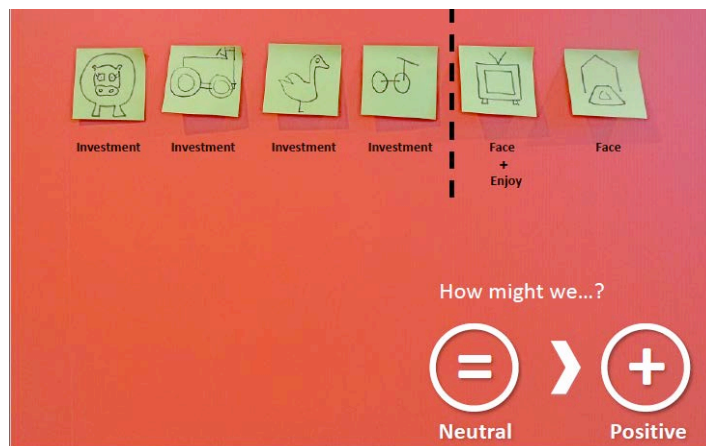 Investment Investment Investment Investment Face Face
+
Enjoy
How might we...?
=
+
Neutral Positive